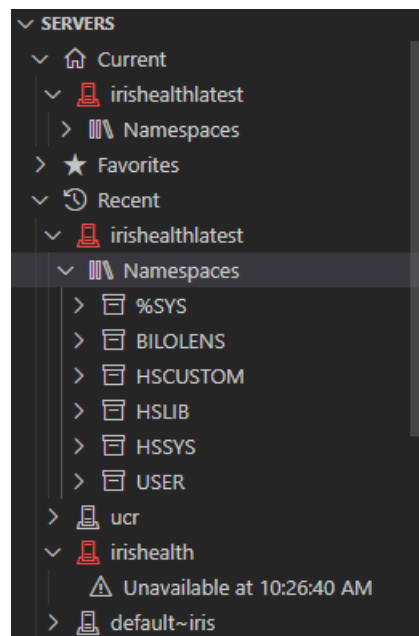 SERVERS
Current
irishealthlatest
Namespaces
Favorites
Recent
irishealthlatest
Namespaces
%SYS
BILOLENS
HSCUSTOM
HSLIB
HSSYS
USER
ucr
irishealth
Unavailable at 10:26:40 AM
default~iris